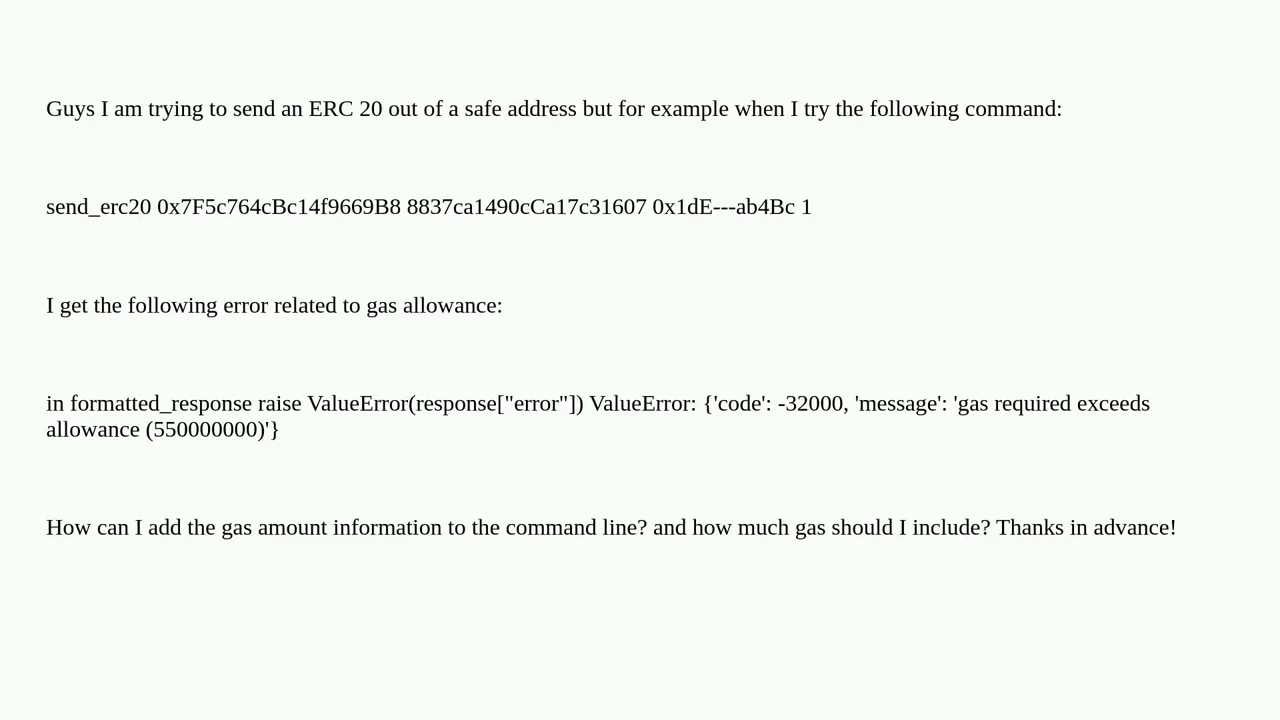 Guys I am trying to send an ERC 20 out of a safe address but for example when I try the following command:
send_erc20 0x7F5c764cBc14f9669B8 8837ca1490cCa17c31607 0x1dE---ab4Bc 1
I get the following error related to gas allowance:
in formatted_response raise ValueError(response["error"]) ValueError: {'code': -32000, 'message': 'gas required exceeds
allowance (550000000)'}
How can I add the gas amount information to the command line? and how much gas should I include? Thanks in advance!